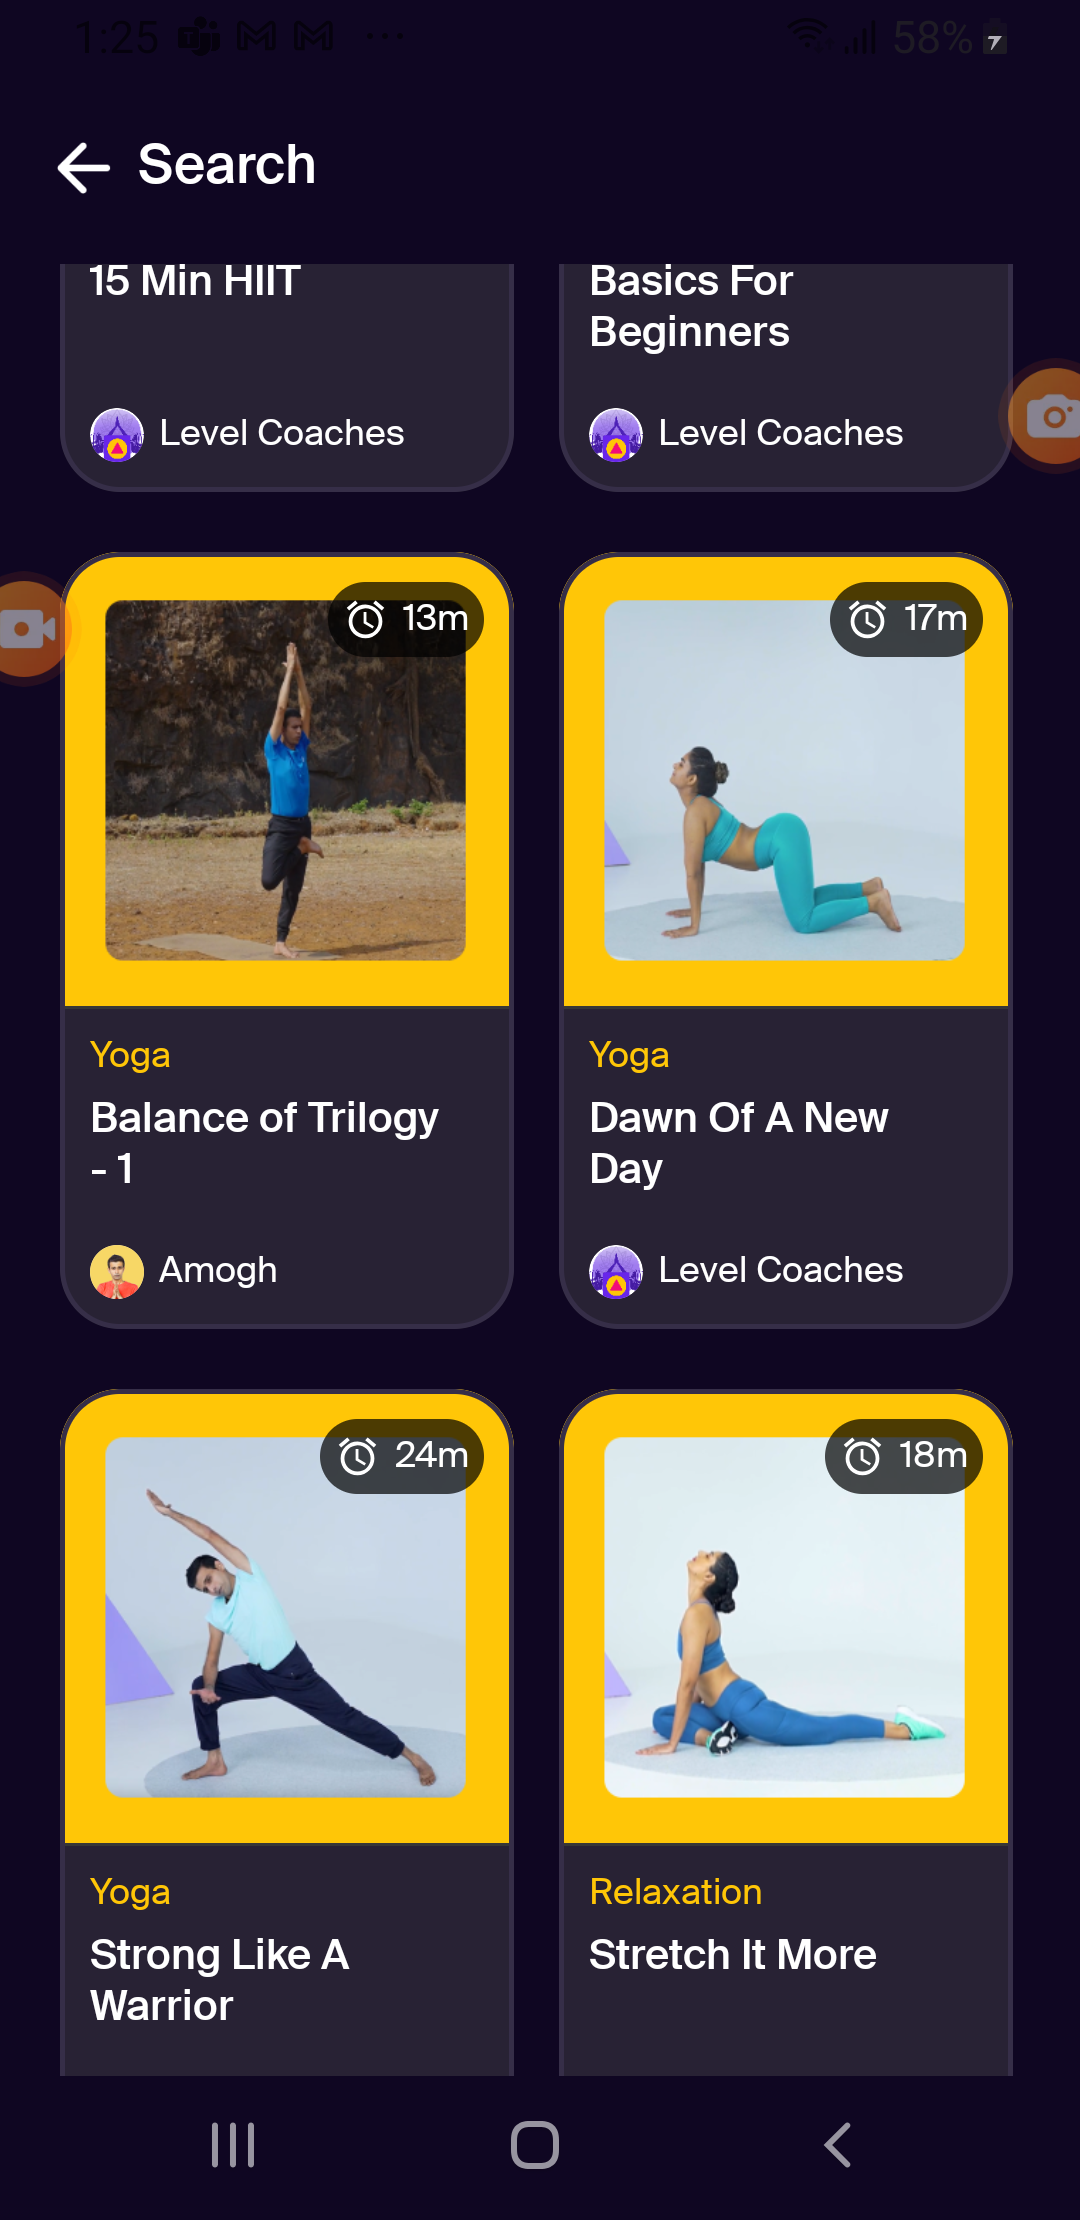 1:25
58%
Search
15 Min HIIT
Basics For
Beginners
Level Coaches
Level Coaches
13m
17m
Yoga
Balance of Trilogy
- 1
Amogh
Yoga
Dawn Of A New
Day
Level Coaches
24m
18m
Yoga
Strong Like A
Warrior
Relaxation
Stretch It More